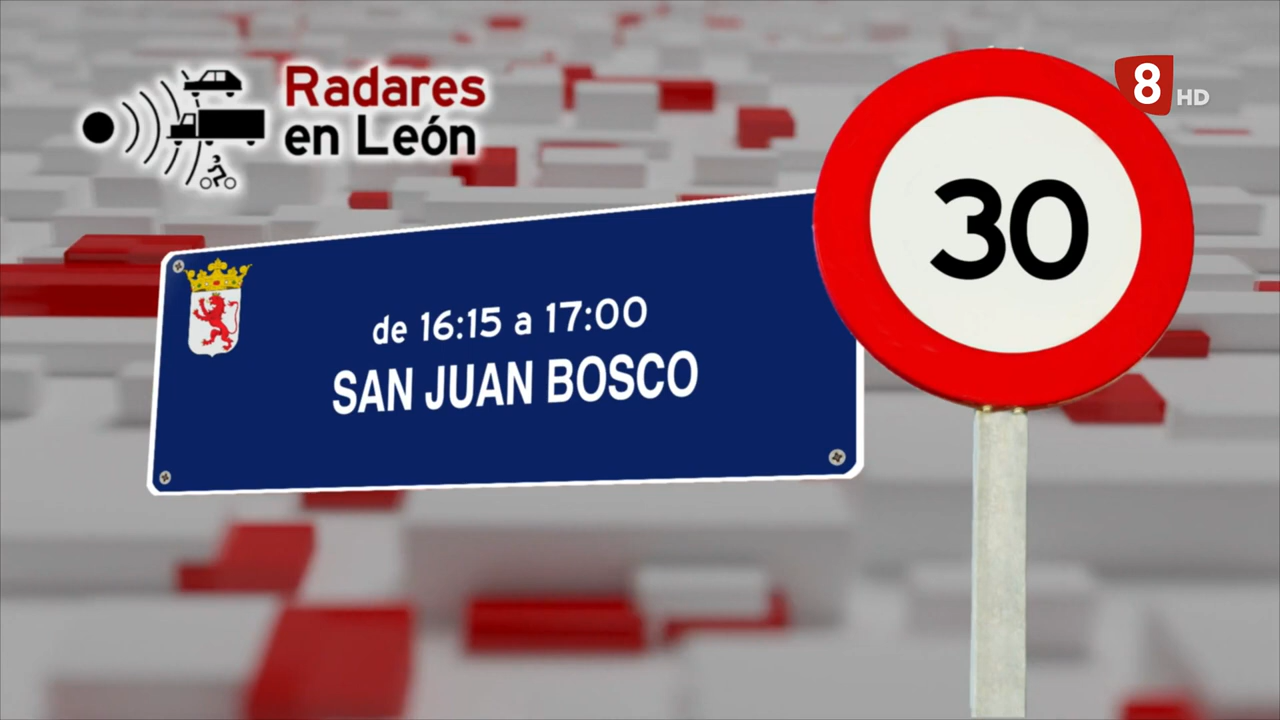 Radares
en León
8 HD
30
de 16:15 a 17:00
SAN JUAN BOSCO